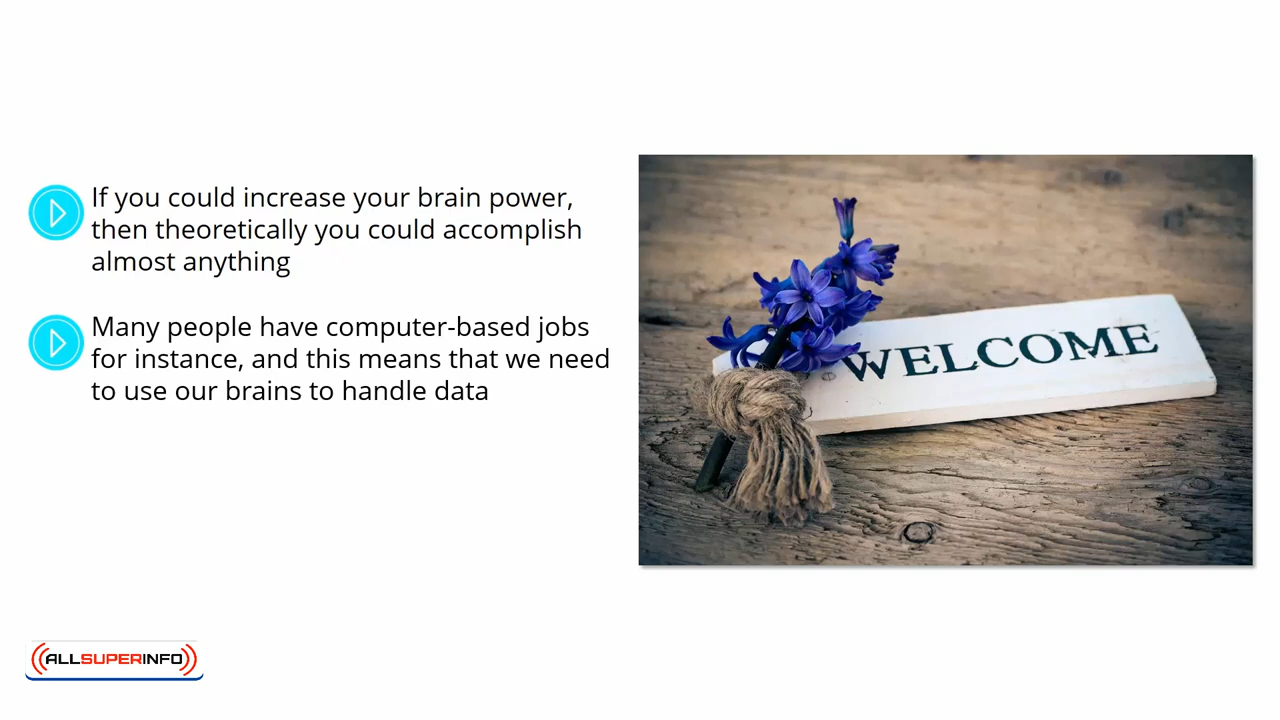 If you could increase your brain power,
then theoretically you could accomplish
almost anything
Many people have computer-based jobs
for instance, and this means that we need
to use our brains to handle data
WELCOME
ALLSUPERINFO